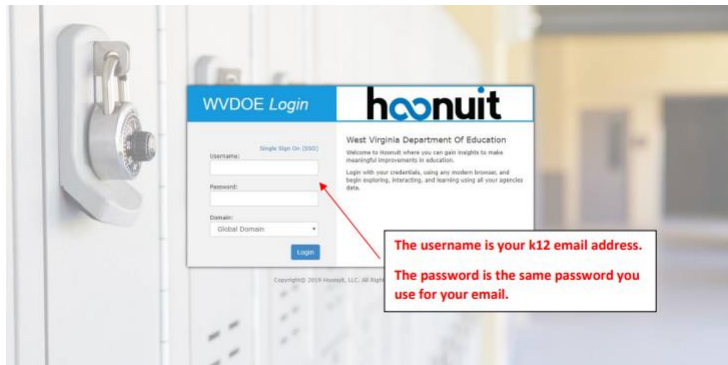 WVDOE Login
hoonuit
Single Sign On (SSO)
Username:
Password:
Domain:
Global Domain
Login
West Virginia Department Of Education
Welcome to Hoonuit where you can gain insights to make
meaningful improvements in education.
Login with your credentials, using any modern browser, and
begin exploring, interacting, and learning using all your agencies
data.
The username is your k12 email address.
The password is the same password you
use for your email.
Copyright© 2019 Hoonuit, LLC. All Righ